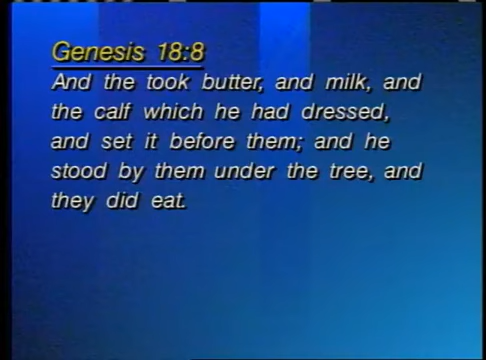 Genesis 18:8
And the took butter, and milk, and
the calf which he had dressed,
and set it before them; and he
stood by them under the tree, and
they did eat.